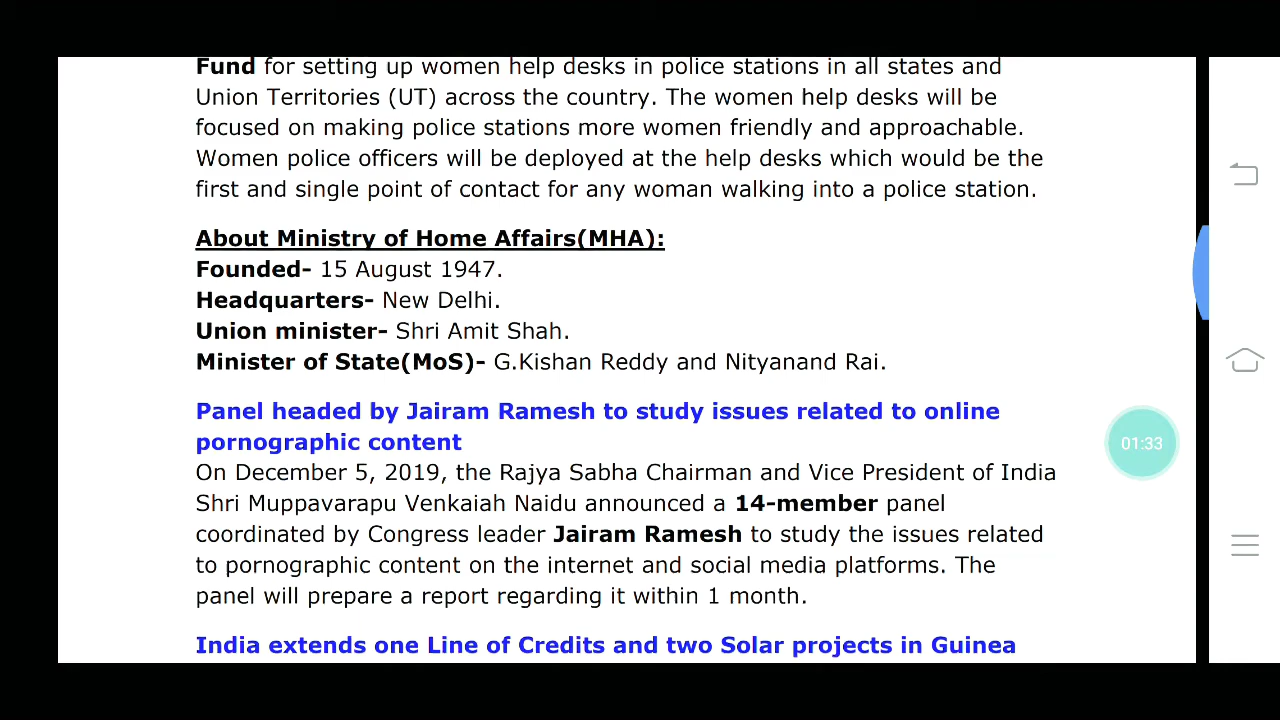 Fund for setting up women help desks in police stations in all states and
Union Territories (UT) across the country. The women help desks will be
focused on making police stations more women friendly and approachable.
Women police officers will be deployed at the help desks which would be the
first and single point of contact for any woman walking into a police station.
About Ministry of Home Affairs(MHA):
Founded- 15 August 1947.
Headquarters- New Delhi.
Union minister- Shri Amit Shah.
Minister of State(MoS)- G.Kishan Reddy and Nityanand Rai.
Panel headed by Jairam Ramesh to study issues related to online
pornographic content
On December 5, 2019, the Rajya Sabha Chairman and Vice President of India
Shri Muppavarapu Venkaiah Naidu announced a 14-member panel
coordinated by Congress leader Jairam Ramesh to study the issues related
to pornographic content on the internet and social media platforms. The
panel will prepare a report regarding it within 1 month.
India extends one Line of Credits and two Solar projects in Guinea
01:33